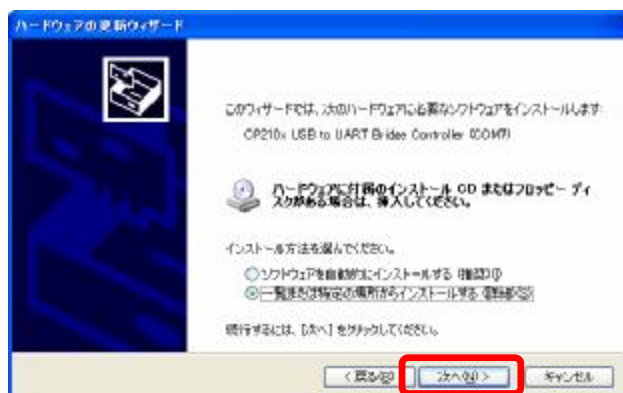 ハードウェアの更新ウィザード
このウィザードでは、次のハードウェアに必要なソフトウェアをインストールします:
CP210x USB to UART Bridge Controller (COM7)
ハードウェアに付属のインストール CD またはフロッピー ディ
スクがある場合は、挿入してください。
インストール方法を選んでください。
ソフトウェアを自動的にインストールする (推奨)(I)
一覧または特定の場所からインストールする (詳細)(S)
続行するには、[次へ] をクリックしてください。
< 戻る(B)
次へ(N) >
キャンセル